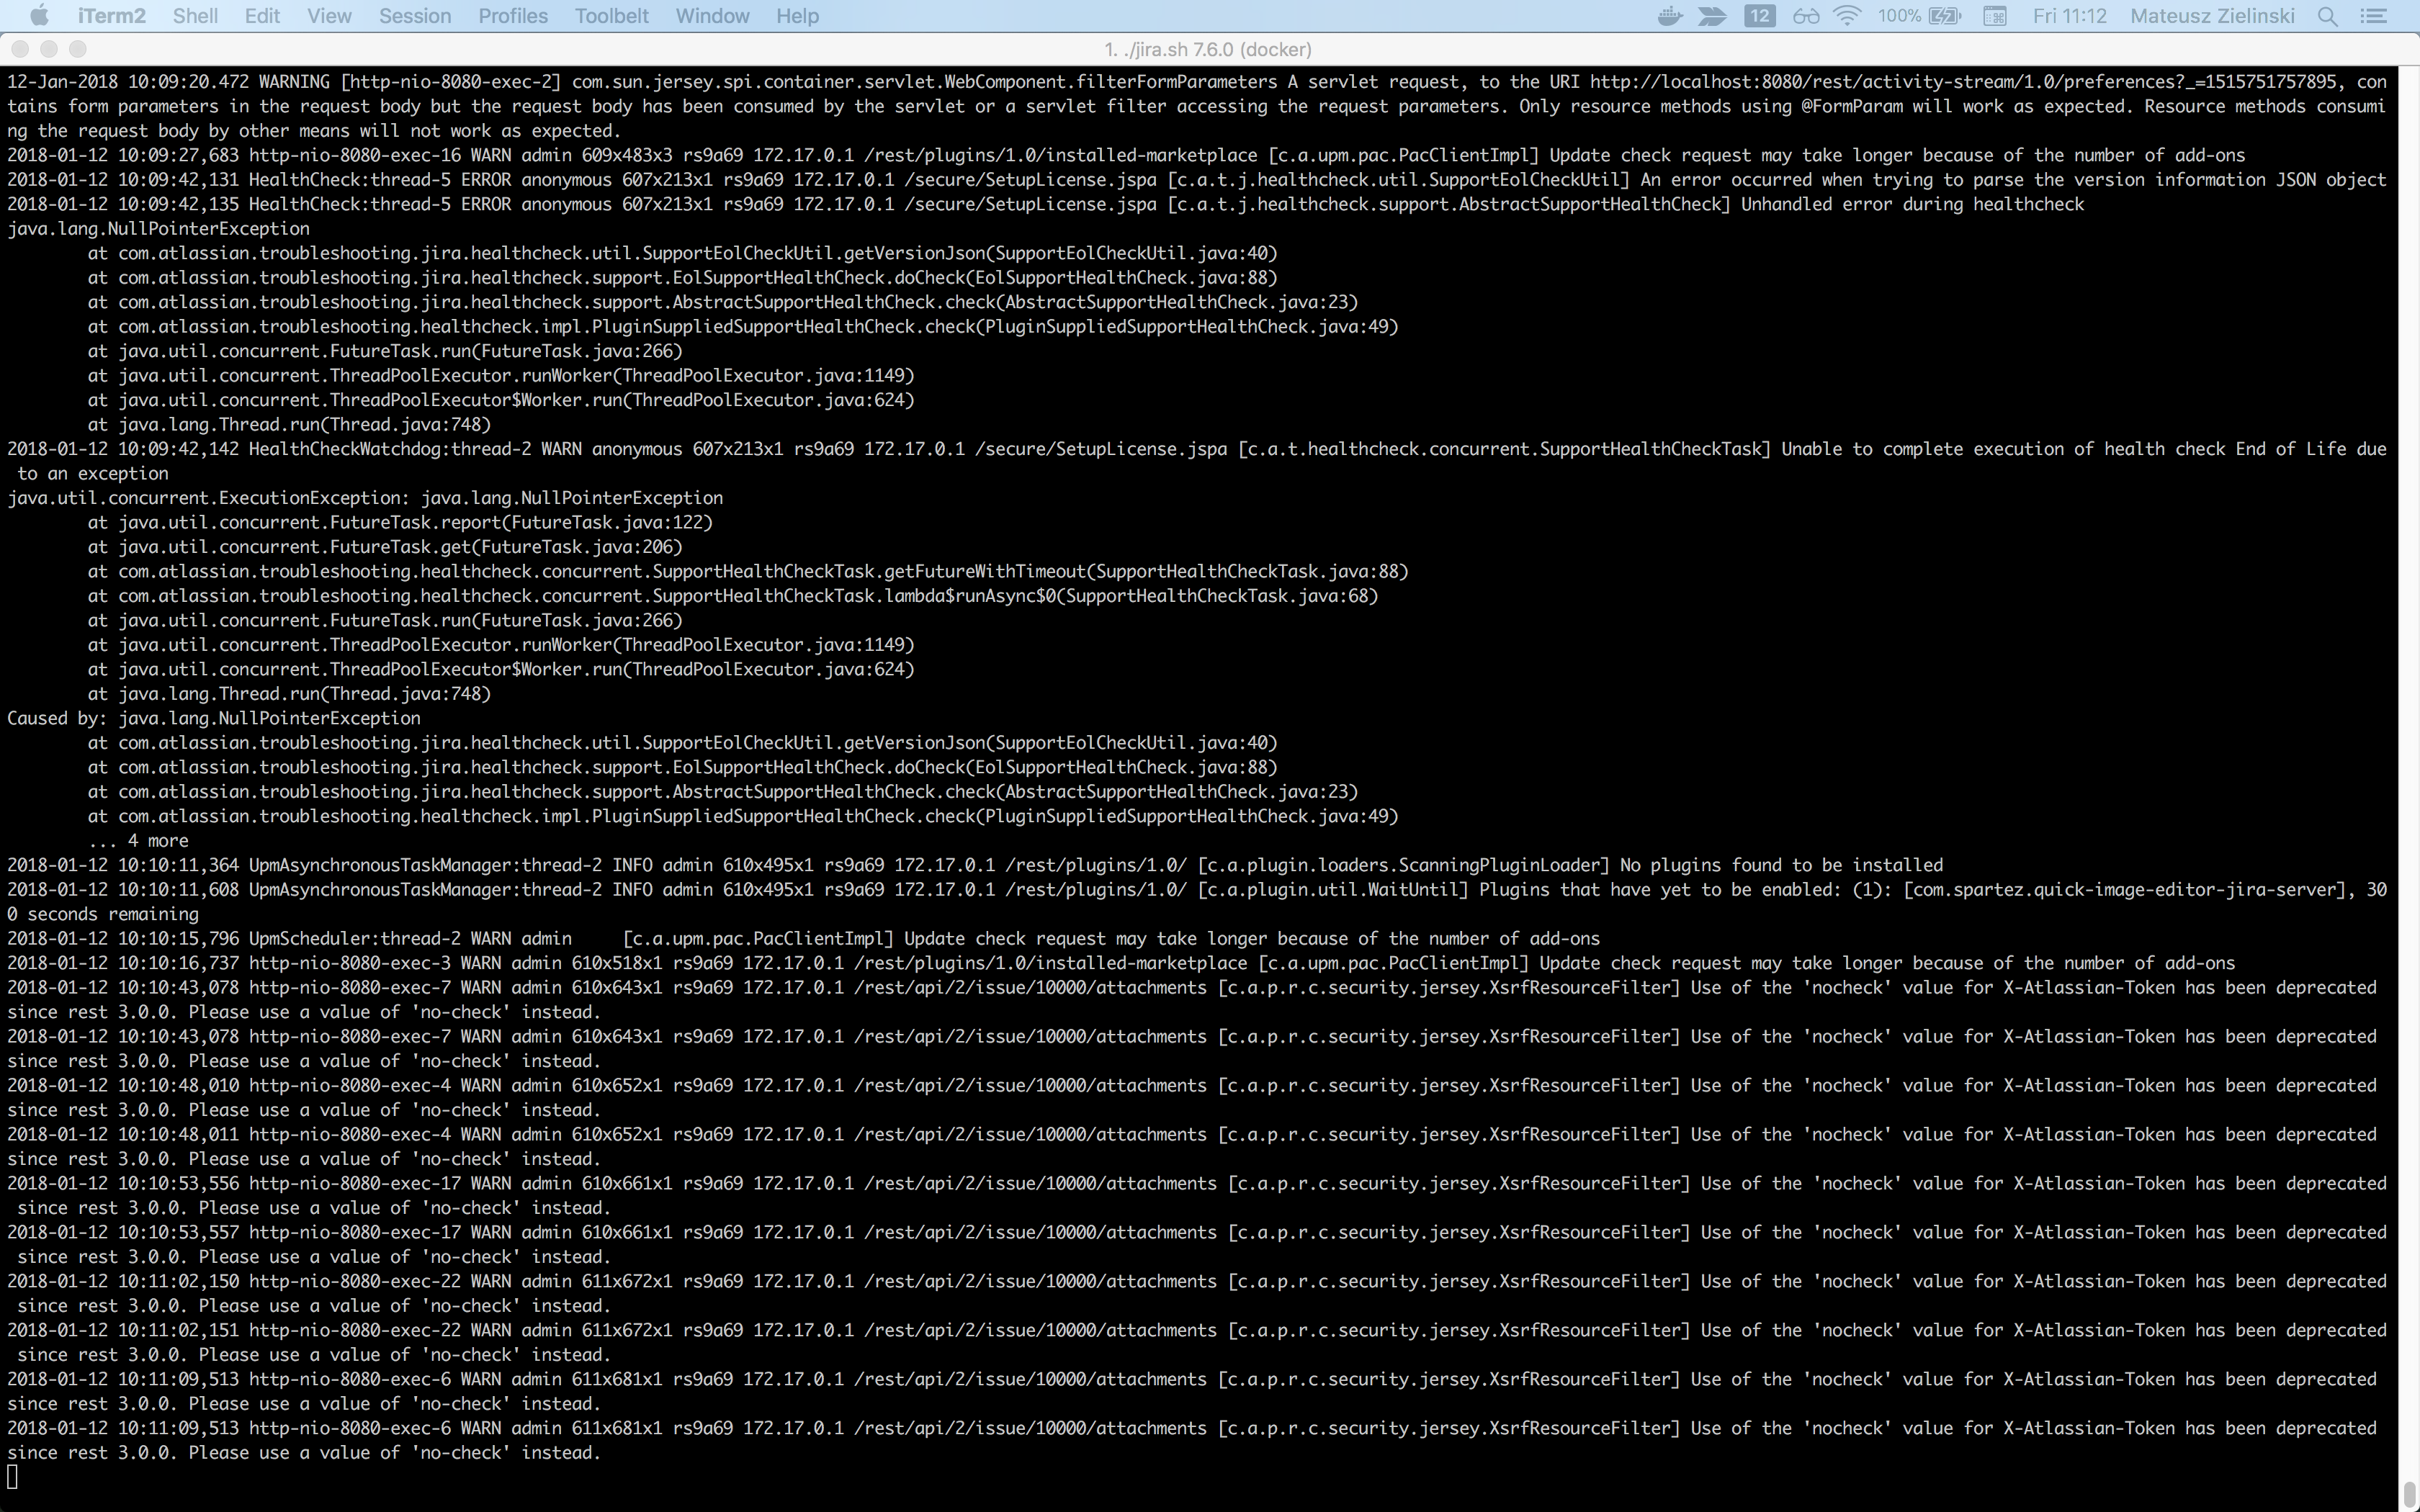 iTerm2 Shell Edit View Session Profiles Toolbelt Window Help 12 100% Fri 11:12 Mateusz Zielinski
1. ./jira.sh 7.6.0 (docker)
12-Jan-2018 10:09:20.472 WARNING [http-nio-8080-exec-2] com.sun.jersey.spi.container.servlet.WebComponent.filterFormParameters A servlet request, to the URI http://localhost:8080/rest/activity-stream/1.0/preferences?_=1515751757895, con
tains form parameters in the request body but the request body has been consumed by the servlet or a servlet filter accessing the request parameters. Only resource methods using @FormParam will work as expected. Resource methods consumi
ng the request body by other means will not work as expected.
2018-01-12 10:09:27,683 http-nio-8080-exec-16 WARN admin 609x483x3 rs9a69 172.17.0.1 /rest/plugins/1.0/installed-marketplace [c.a.upm.pac.PacClientImpl] Update check request may take longer because of the number of add-ons
2018-01-12 10:09:42,131 HealthCheck:thread-5 ERROR anonymous 607x213x1 rs9a69 172.17.0.1 /secure/SetupLicense.jspa [c.a.t.j.healthcheck.util.SupportEolCheckUtil] An error occurred when trying to parse the version information JSON object
2018-01-12 10:09:42,135 HealthCheck:thread-5 ERROR anonymous 607x213x1 rs9a69 172.17.0.1 /secure/SetupLicense.jspa [c.a.t.j.healthcheck.support.AbstractSupportHealthCheck] Unhandled error during healthcheck
java.lang.NullPointerException
at com.atlassian.troubleshooting.jira.healthcheck.util.SupportEolCheckUtil.getVersionJson(SupportEolCheckUtil.java:40)
at com.atlassian.troubleshooting.jira.healthcheck.support.EolSupportHealthCheck.doCheck(EolSupportHealthCheck.java:88)
at com.atlassian.troubleshooting.jira.healthcheck.support.AbstractSupportHealthCheck.check(AbstractSupportHealthCheck.java:23)
at com.atlassian.troubleshooting.healthcheck.impl.PluginSuppliedSupportHealthCheck.check(PluginSuppliedSupportHealthCheck.java:49)
at java.util.concurrent.FutureTask.run(FutureTask.java:266)
at java.util.concurrent.ThreadPoolExecutor.runWorker(ThreadPoolExecutor.java:1149)
at java.util.concurrent.ThreadPoolExecutor$Worker.run(ThreadPoolExecutor.java:624)
at java.lang.Thread.run(Thread.java:748)
2018-01-12 10:09:42,142 HealthCheckWatchdog:thread-2 WARN anonymous 607x213x1 rs9a69 172.17.0.1 /secure/SetupLicense.jspa [c.a.t.healthcheck.concurrent.SupportHealthCheckTask] Unable to complete execution of health check End of Life due
to an exception
java.util.concurrent.ExecutionException: java.lang.NullPointerException
at java.util.concurrent.FutureTask.report(FutureTask.java:122)
at java.util.concurrent.FutureTask.get(FutureTask.java:206)
at com.atlassian.troubleshooting.healthcheck.concurrent.SupportHealthCheckTask.getFutureWithTimeout(SupportHealthCheckTask.java:88)
at com.atlassian.troubleshooting.healthcheck.concurrent.SupportHealthCheckTask.lambda$runAsync$0(SupportHealthCheckTask.java:68)
at java.util.concurrent.FutureTask.run(FutureTask.java:266)
at java.util.concurrent.ThreadPoolExecutor.runWorker(ThreadPoolExecutor.java:1149)
at java.util.concurrent.ThreadPoolExecutor$Worker.run(ThreadPoolExecutor.java:624)
at java.lang.Thread.run(Thread.java:748)
Caused by: java.lang.NullPointerException
at com.atlassian.troubleshooting.jira.healthcheck.util.SupportEolCheckUtil.getVersionJson(SupportEolCheckUtil.java:40)
at com.atlassian.troubleshooting.jira.healthcheck.support.EolSupportHealthCheck.doCheck(EolSupportHealthCheck.java:88)
at com.atlassian.troubleshooting.jira.healthcheck.support.AbstractSupportHealthCheck.check(AbstractSupportHealthCheck.java:23)
at com.atlassian.troubleshooting.healthcheck.impl.PluginSuppliedSupportHealthCheck.check(PluginSuppliedSupportHealthCheck.java:49)
... 4 more
2018-01-12 10:10:11,364 UpmAsynchronousTaskManager:thread-2 INFO admin 610x495x1 rs9a69 172.17.0.1 /rest/plugins/1.0/ [c.a.plugin.loaders.ScanningPluginLoader] No plugins found to be installed
2018-01-12 10:10:11,608 UpmAsynchronousTaskManager:thread-2 INFO admin 610x495x1 rs9a69 172.17.0.1 /rest/plugins/1.0/ [c.a.plugin.util.WaitUntil] Plugins that have yet to be enabled: (1): [com.spartez.quick-image-editor-jira-server], 30
0 seconds remaining
2018-01-12 10:10:15,796 UpmScheduler:thread-2 WARN admin     [c.a.upm.pac.PacClientImpl] Update check request may take longer because of the number of add-ons
2018-01-12 10:10:16,737 http-nio-8080-exec-3 WARN admin 610x518x1 rs9a69 172.17.0.1 /rest/plugins/1.0/installed-marketplace [c.a.upm.pac.PacClientImpl] Update check request may take longer because of the number of add-ons
2018-01-12 10:10:43,078 http-nio-8080-exec-7 WARN admin 610x643x1 rs9a69 172.17.0.1 /rest/api/2/issue/10000/attachments [c.a.p.r.c.security.jersey.XsrfResourceFilter] Use of the 'nocheck' value for X-Atlassian-Token has been deprecated
since rest 3.0.0. Please use a value of 'no-check' instead.
2018-01-12 10:10:43,078 http-nio-8080-exec-7 WARN admin 610x643x1 rs9a69 172.17.0.1 /rest/api/2/issue/10000/attachments [c.a.p.r.c.security.jersey.XsrfResourceFilter] Use of the 'nocheck' value for X-Atlassian-Token has been deprecated
since rest 3.0.0. Please use a value of 'no-check' instead.
2018-01-12 10:10:48,010 http-nio-8080-exec-4 WARN admin 610x652x1 rs9a69 172.17.0.1 /rest/api/2/issue/10000/attachments [c.a.p.r.c.security.jersey.XsrfResourceFilter] Use of the 'nocheck' value for X-Atlassian-Token has been deprecated
since rest 3.0.0. Please use a value of 'no-check' instead.
2018-01-12 10:10:48,011 http-nio-8080-exec-4 WARN admin 610x652x1 rs9a69 172.17.0.1 /rest/api/2/issue/10000/attachments [c.a.p.r.c.security.jersey.XsrfResourceFilter] Use of the 'nocheck' value for X-Atlassian-Token has been deprecated
since rest 3.0.0. Please use a value of 'no-check' instead.
2018-01-12 10:10:53,556 http-nio-8080-exec-17 WARN admin 610x661x1 rs9a69 172.17.0.1 /rest/api/2/issue/10000/attachments [c.a.p.r.c.security.jersey.XsrfResourceFilter] Use of the 'nocheck' value for X-Atlassian-Token has been deprecated
since rest 3.0.0. Please use a value of 'no-check' instead.
2018-01-12 10:10:53,557 http-nio-8080-exec-17 WARN admin 610x661x1 rs9a69 172.17.0.1 /rest/api/2/issue/10000/attachments [c.a.p.r.c.security.jersey.XsrfResourceFilter] Use of the 'nocheck' value for X-Atlassian-Token has been deprecated
since rest 3.0.0. Please use a value of 'no-check' instead.
2018-01-12 10:11:02,150 http-nio-8080-exec-22 WARN admin 611x672x1 rs9a69 172.17.0.1 /rest/api/2/issue/10000/attachments [c.a.p.r.c.security.jersey.XsrfResourceFilter] Use of the 'nocheck' value for X-Atlassian-Token has been deprecated
since rest 3.0.0. Please use a value of 'no-check' instead.
2018-01-12 10:11:02,151 http-nio-8080-exec-22 WARN admin 611x672x1 rs9a69 172.17.0.1 /rest/api/2/issue/10000/attachments [c.a.p.r.c.security.jersey.XsrfResourceFilter] Use of the 'nocheck' value for X-Atlassian-Token has been deprecated
since rest 3.0.0. Please use a value of 'no-check' instead.
2018-01-12 10:11:09,513 http-nio-8080-exec-6 WARN admin 611x681x1 rs9a69 172.17.0.1 /rest/api/2/issue/10000/attachments [c.a.p.r.c.security.jersey.XsrfResourceFilter] Use of the 'nocheck' value for X-Atlassian-Token has been deprecated
since rest 3.0.0. Please use a value of 'no-check' instead.
2018-01-12 10:11:09,513 http-nio-8080-exec-6 WARN admin 611x681x1 rs9a69 172.17.0.1 /rest/api/2/issue/10000/attachments [c.a.p.r.c.security.jersey.XsrfResourceFilter] Use of the 'nocheck' value for X-Atlassian-Token has been deprecated
since rest 3.0.0. Please use a value of 'no-check' instead.